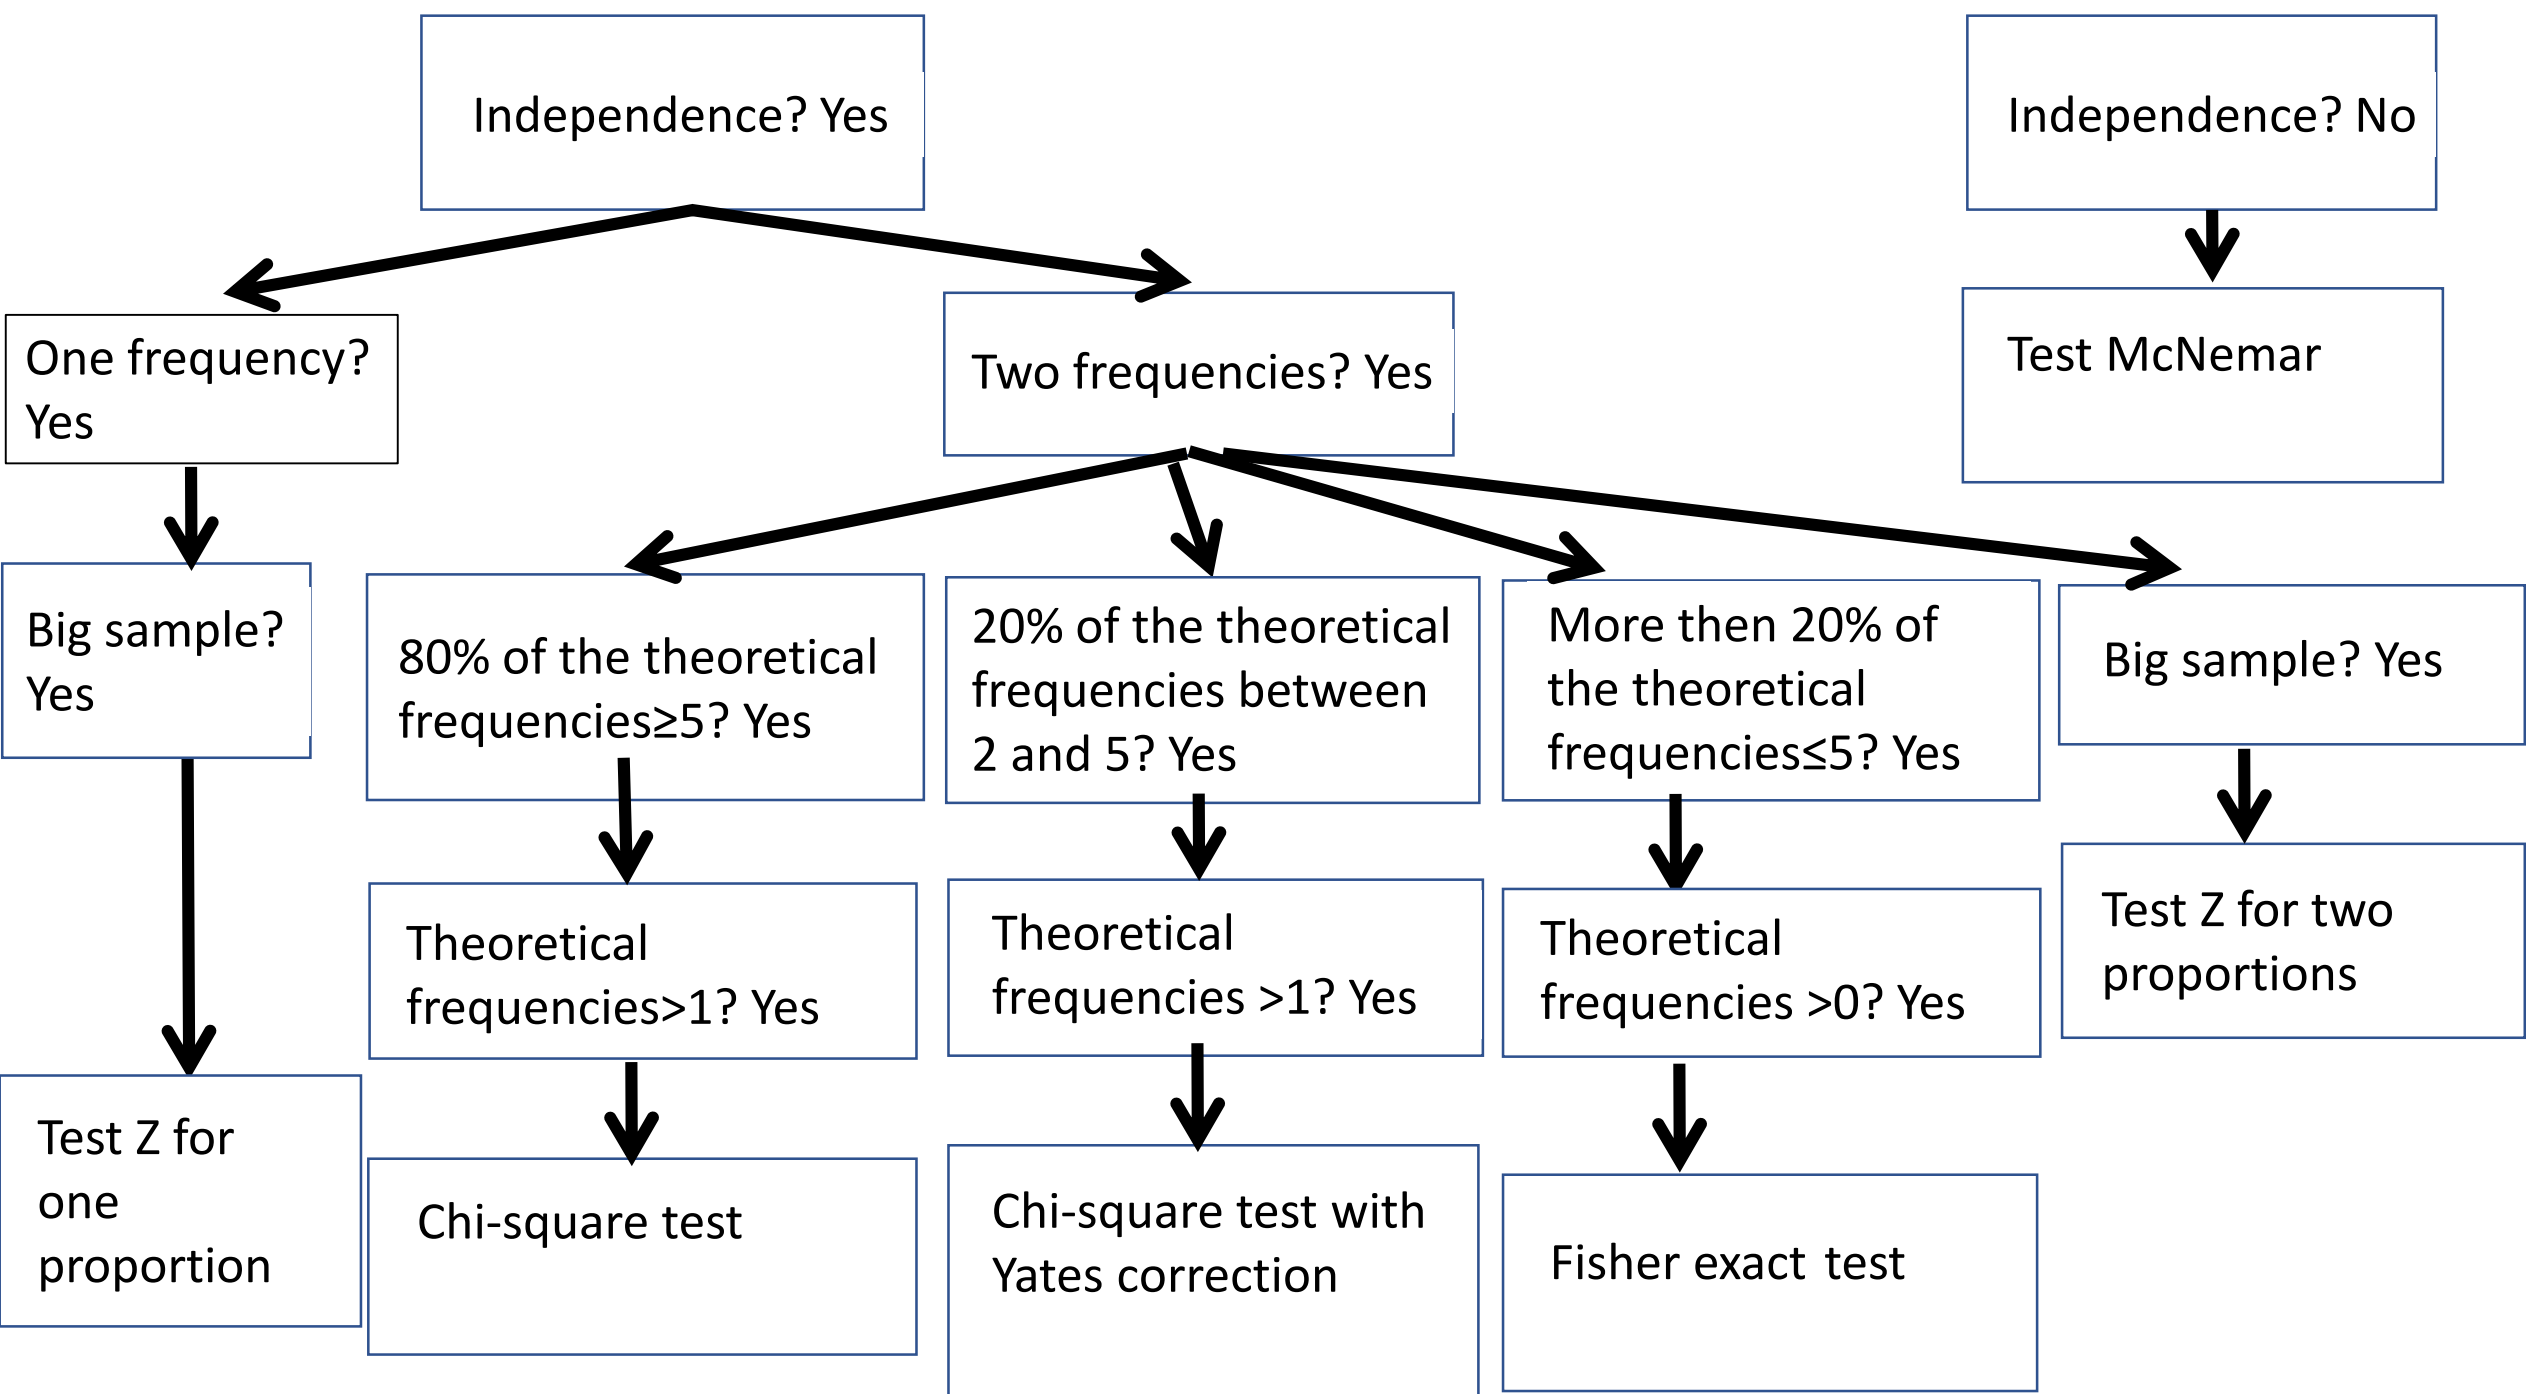 Independence? Yes
Independence? No
One frequency?
Yes
Two frequencies? Yes
Test McNemar
Big sample?
Yes
80% of the theoretical
frequencies≥5? Yes
20% of the theoretical
frequencies between
2 and 5? Yes
More then 20% of
the theoretical
frequencies≤5? Yes
Big sample? Yes
Theoretical
frequencies>1? Yes
Theoretical
frequencies >1? Yes
Theoretical
frequencies >0? Yes
Test Z for two
proportions
Test Z for
one
proportion
Chi-square test
Chi-square test with
Yates correction
Fisher exact test